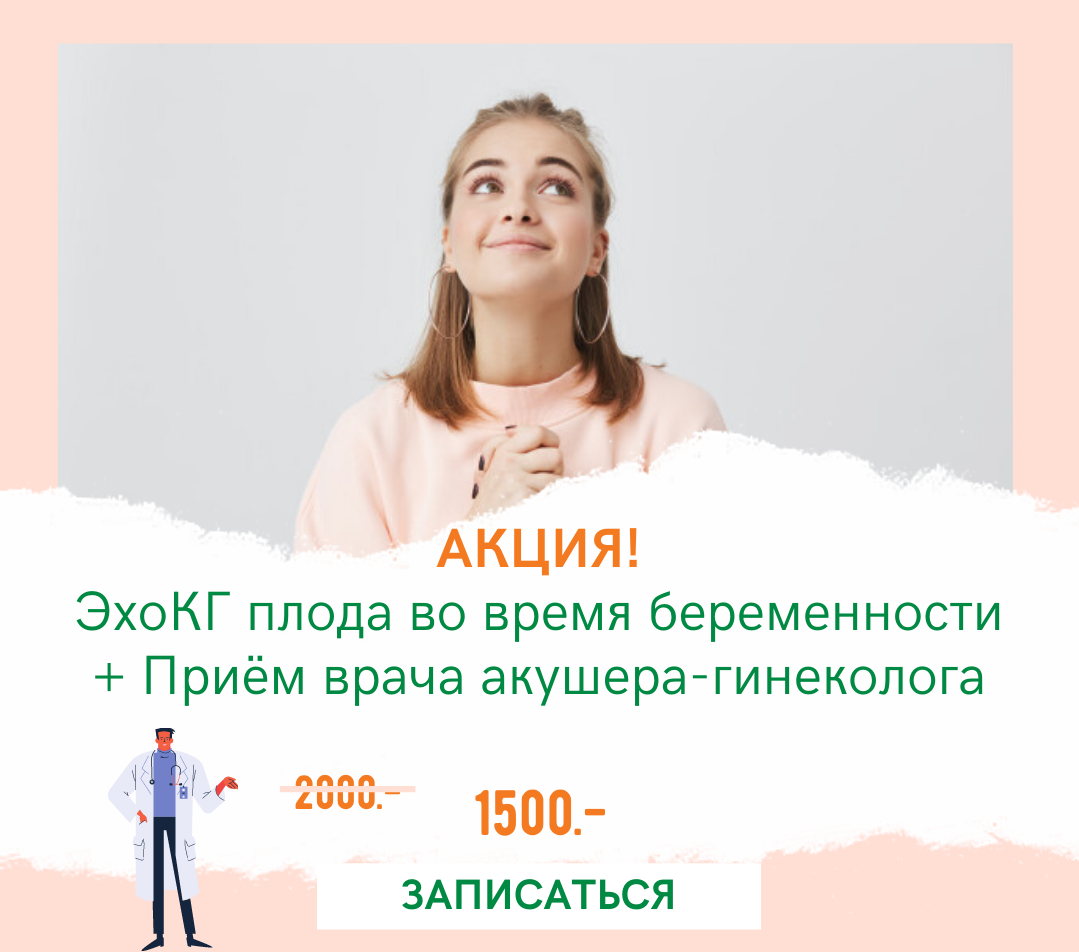 АКЦИЯ!
ЭхоКГ плода во время беременности
+ Приём врача акушера-гинеколога
2000.-
1500.-
ЗАПИСАТЬСЯ